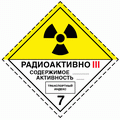 РАДИОАКТИВНО III
СОДЕРЖИМОЕ
АКТИВНОСТЬ
ТРАНСПОРТНЫЙ
ИНДЕКС
7